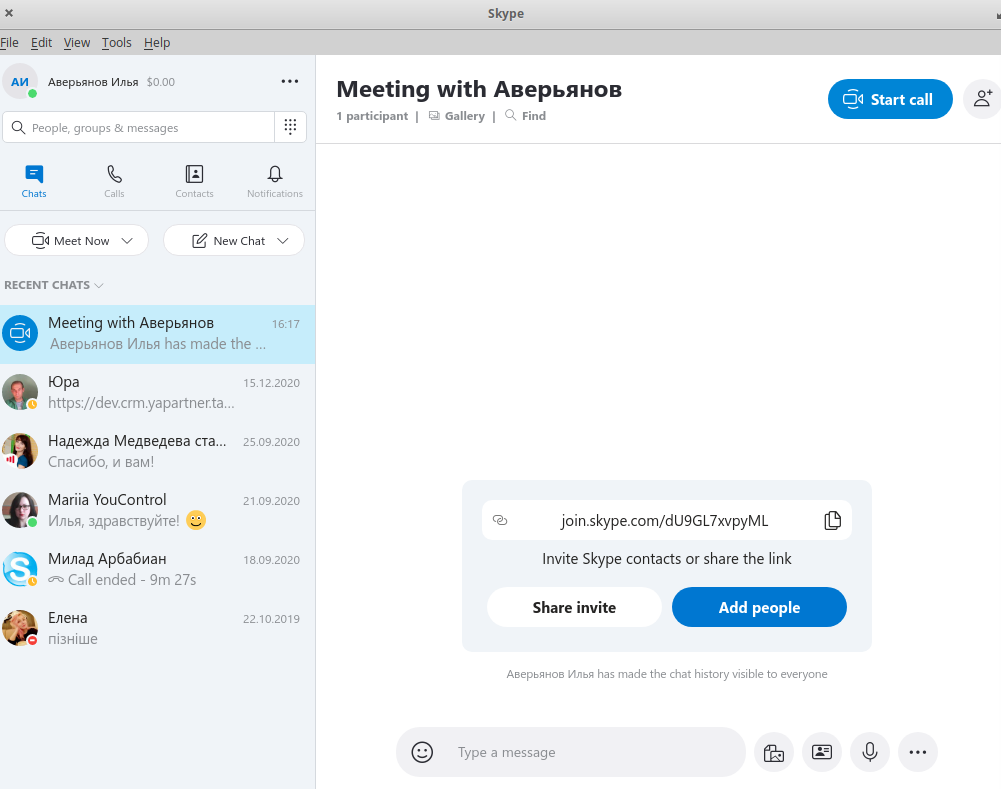 Skype
File Edit View Tools Help
АИ Аверьянов Илья $0.00
People, groups & messages
Chats Calls Contacts Notifications
Meet Now New Chat
RECENT CHATS
Meeting with Аверьянов 16:17
Аверьянов Илья has made the ...
Юра 15.12.2020
https://dev.crm.yapartner.ta...
Надежда Медведева ста... 25.09.2020
Спасибо, и вам!
Mariia YouControl 21.09.2020
Илья, здравствуйте!
Милад Арбабиан 18.09.2020
Call ended - 9m 27s
Елена 22.10.2019
пізніше
Meeting with Аверьянов
1 participant | Gallery | Find
Start call
join.skype.com/dU9GL7xvpyML
Invite Skype contacts or share the link
Share invite Add people
Аверьянов Илья has made the chat history visible to everyone
Type a message